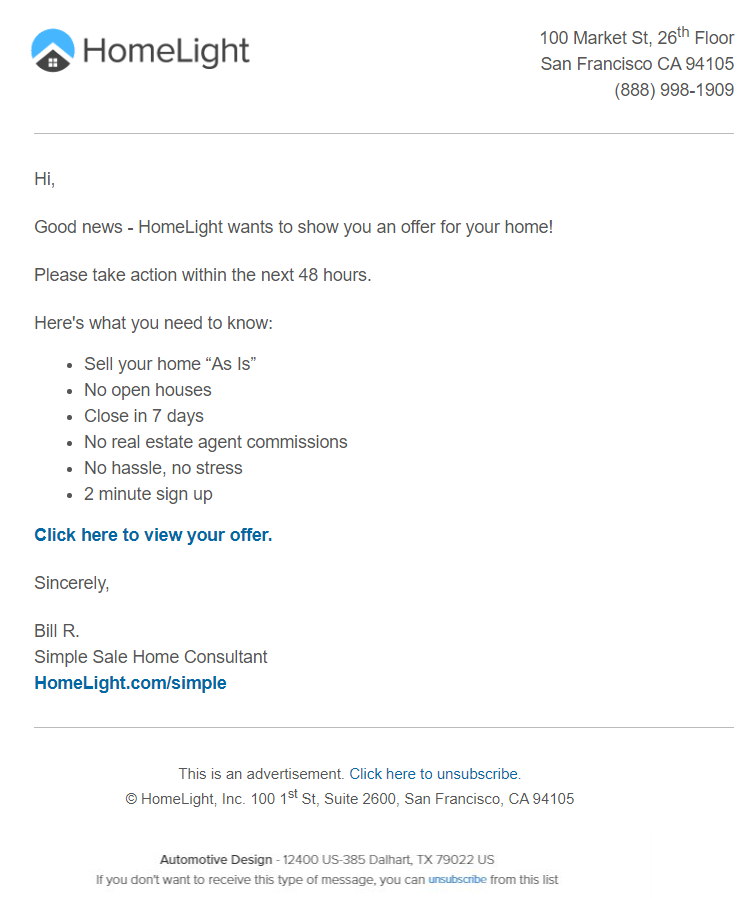 HomeLight
100 Market St, 26th Floor
San Francisco CA 94105
(888) 998-1909
Hi,
Good news - HomeLight wants to show you an offer for your home!
Please take action within the next 48 hours.
Here's what you need to know:
• Sell your home “As Is”
• No open houses
• Close in 7 days
• No real estate agent commissions
• No hassle, no stress
• 2 minute sign up
Click here to view your offer.
Sincerely,
Bill R.
Simple Sale Home Consultant
HomeLight.com/simple
This is an advertisement. Click here to unsubscribe.
© HomeLight, Inc. 100 1st St, Suite 2600, San Francisco, CA 94105
Automotive Design - 12400 US-385 Dalhart, TX 79022 US
If you don't want to receive this type of message, you can unsubscribe from this list